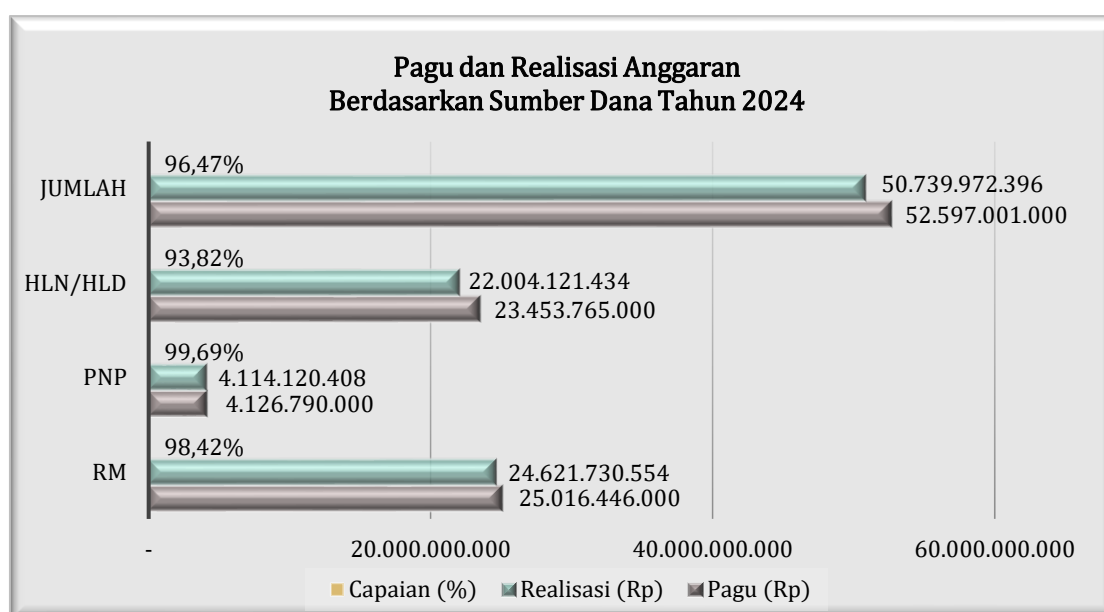 Pagu dan Realisasi Anggaran
Berdasarkan Sumber Dana Tahun 2024
JUMLAH
96,47%
50.739.972.396
52.597.001.000
HLN/HLD
93,82%
22.004.121.434
23.453.765.000
PNP
99,69%
4.114.120.408
4.126.790.000
RM
98,42%
24.621.730.554
25.016.446.000
- 20.000.000.000 40.000.000.000 60.000.000.000
Capaian (%) Realisasi (Rp) Pagu (Rp)